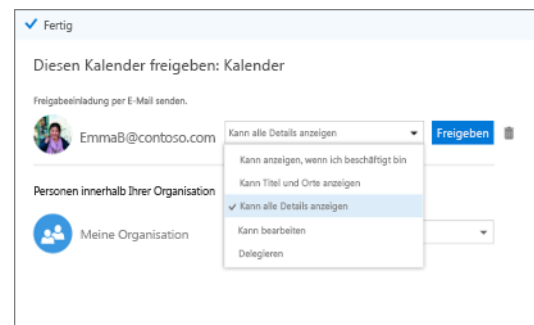 Fertig
Diesen Kalender freigeben: Kalender
Freigabeeinladung per E-Mail senden.
EmmaB@contoso.com Kann alle Details anzeigen Freigeben
Kann anzeigen, wenn ich beschäftigt bin
Kann Titel und Orte anzeigen
Personen innerhalb Ihrer Organisation
Kann alle Details anzeigen
Meine Organisation
Kann bearbeiten
Delegieren